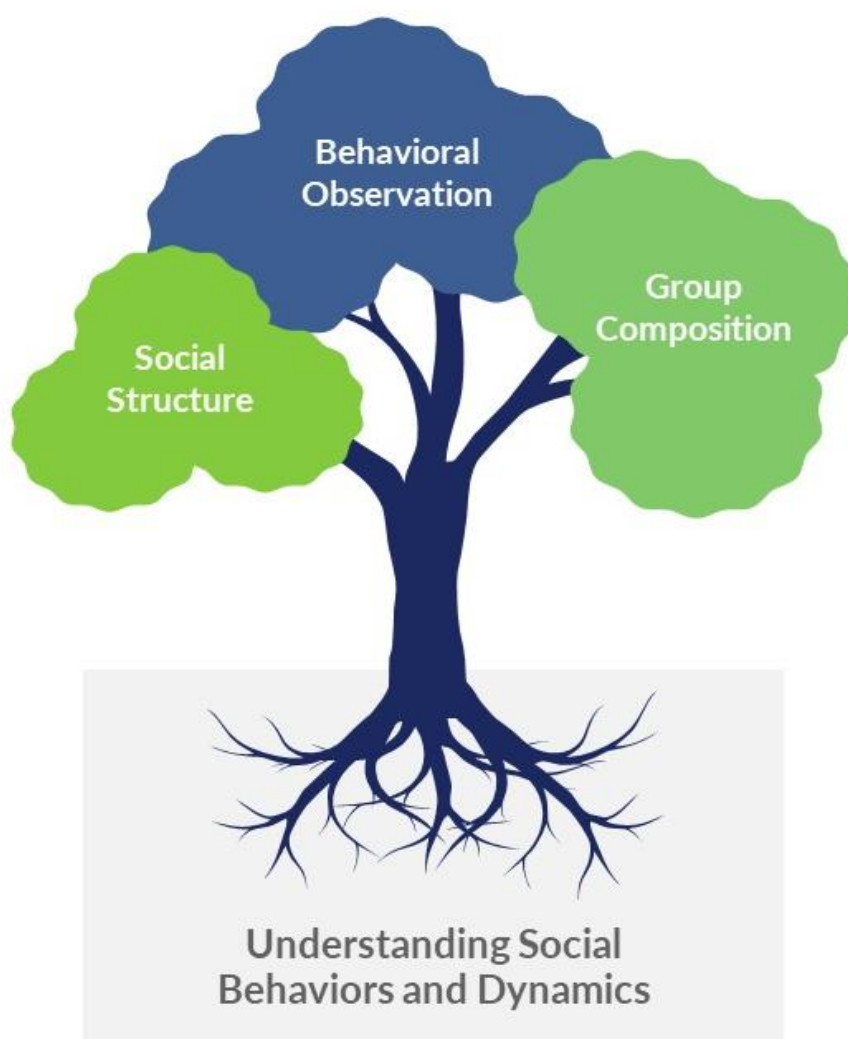 Behavioral
Observation
Group
Composition
Social
Structure
Understanding Social
Behaviors and Dynamics